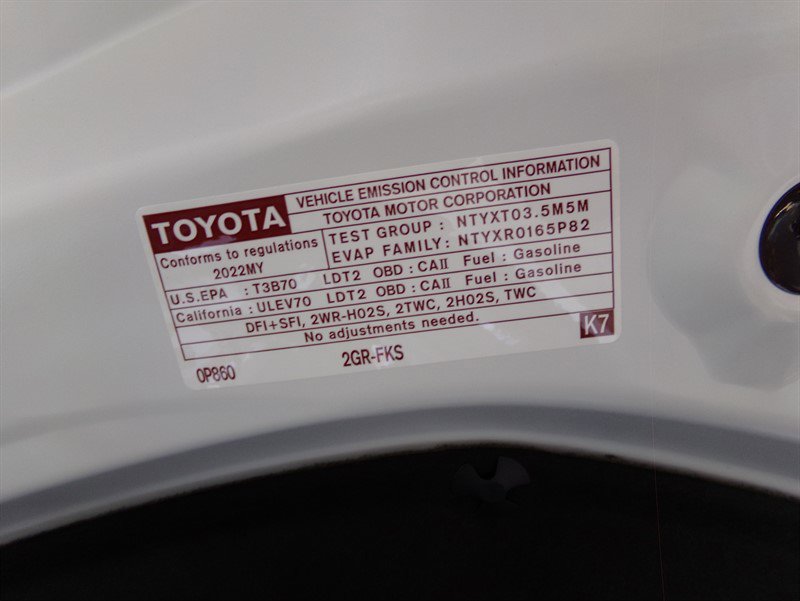 TOYOTA
VEHICLE EMISSION CONTROL INFORMATION
TOYOTA MOTOR CORPORATION
Conforms to regulations
2022MY
TEST GROUP : NTYXT03.5M5M
EVAP FAMILY: NTYXR0165P82
U.S.EPA : T3B70 LDT2 OBD : CAII Fuel : Gasoline
California : ULEV70 LDT2 OBD : CAII Fuel : Gasoline
DFI+SFI, 2WR-HO2S, 2TWC, 2HO2S, TWC
No adjustments needed.
0P860 2GR-FKS K7